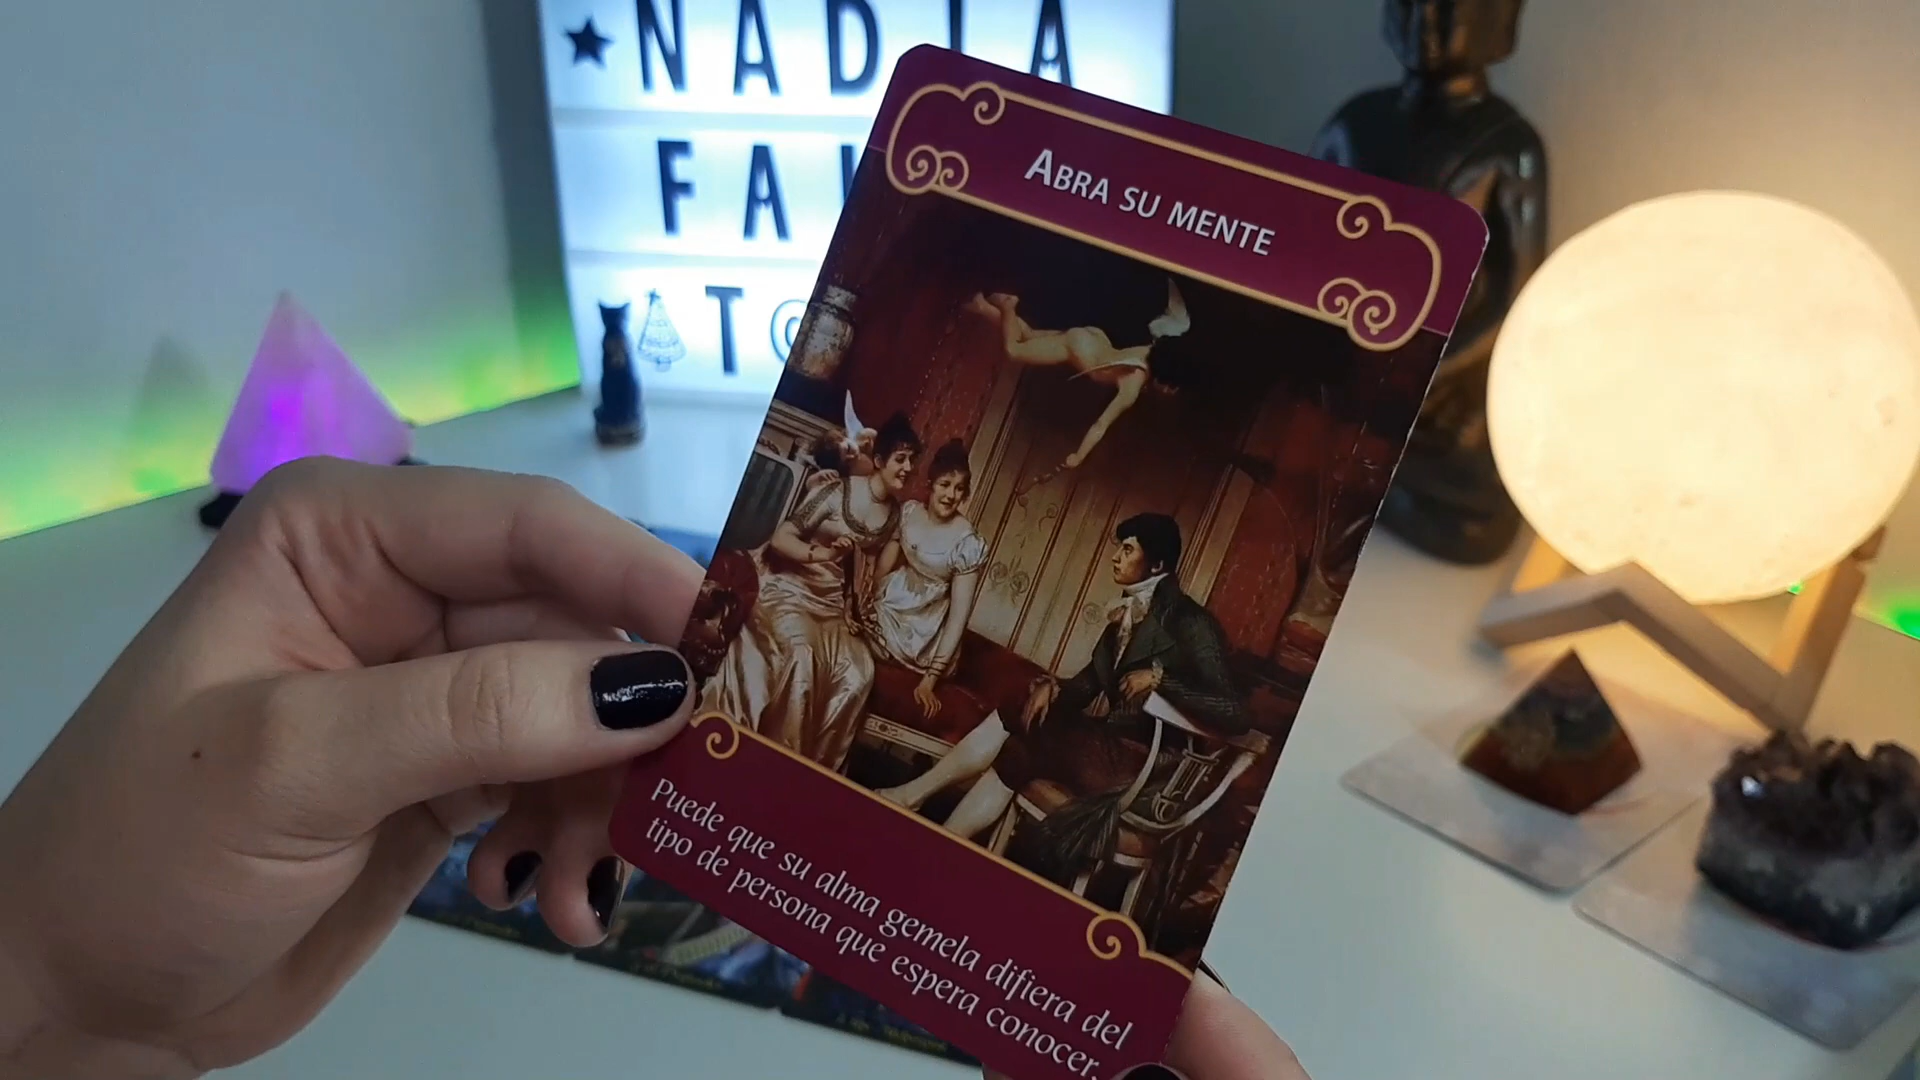 NADIA
FA
T@
ABRA SU MENTE
Puede que su alma gemela difiera del
tipo de persona que espera conocer.